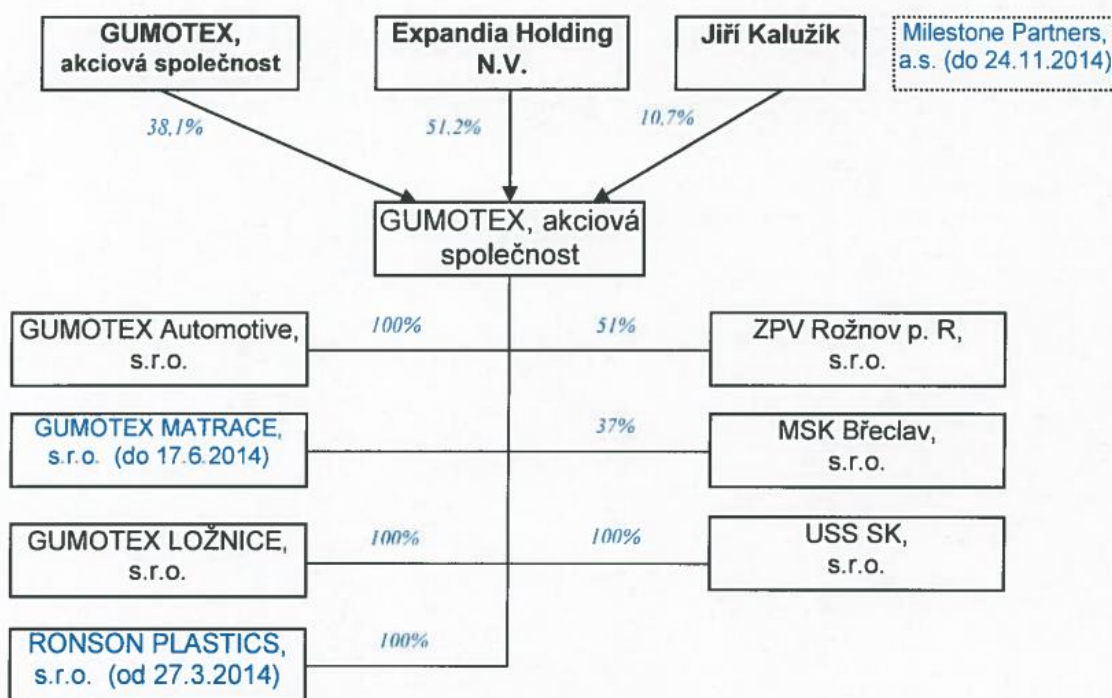 GUMOTEX,
akciová společnost
Expandia Holding
N.V.
Jiří Kalužík
Milestone Partners,
a.s. (do 24.11.2014)
38,1%
51,2%
10,7%
GUMOTEX, akciová
společnost
GUMOTEX Automotive,
s.r.o.
100%
51%
ZPV Rožnov p. R,
s.r.o.
GUMOTEX MATRACE,
s.r.o. (do 17.6.2014)
37%
MSK Břeclav,
s.r.o.
GUMOTEX LOŽNICE,
s.r.o.
100%
100%
USS SK,
s.r.o.
RONSON PLASTICS,
s.r.o. (od 27.3.2014)
100%